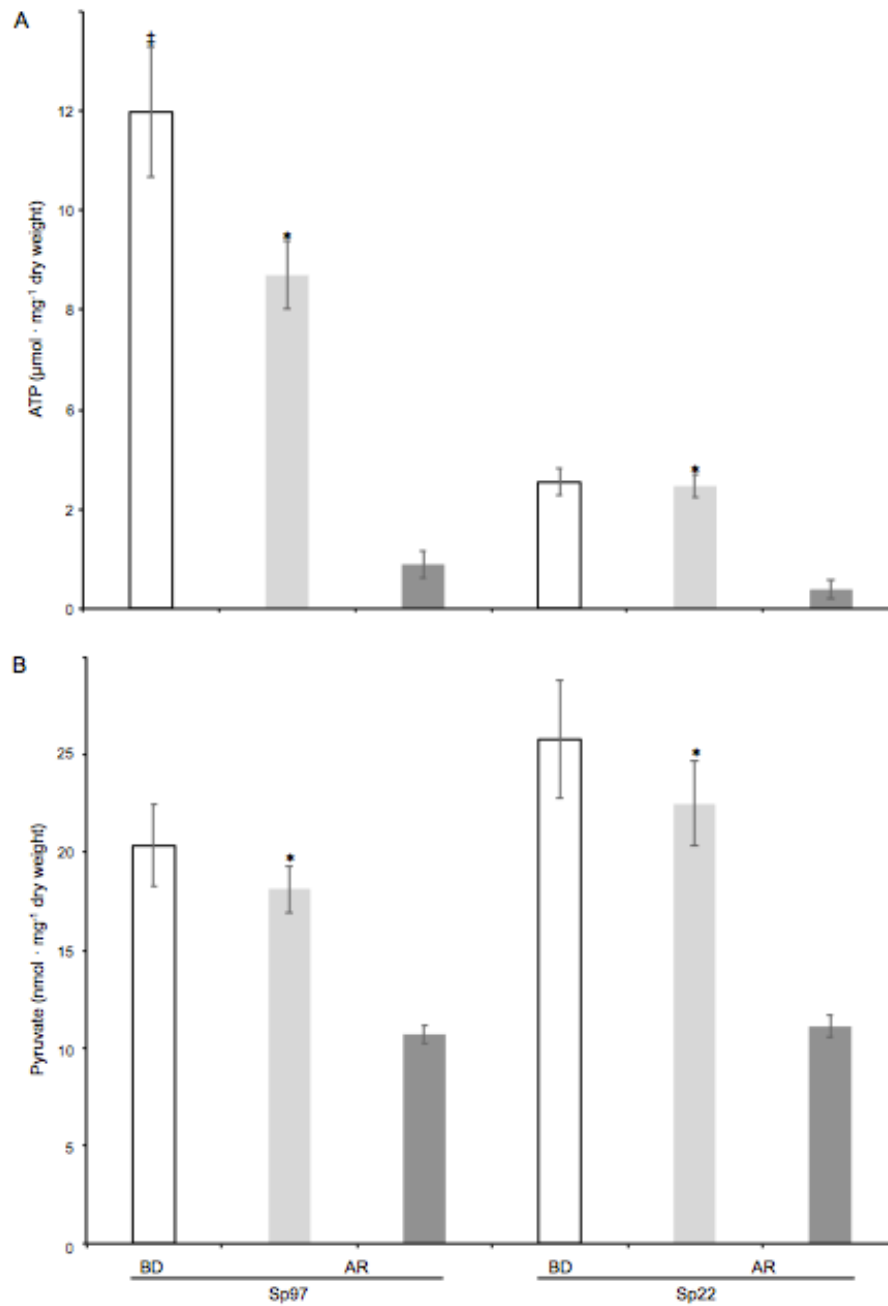 A
‡
12
*
10
8
ATP (µmol · mg⁻¹ dry weight)
6
*
2
0
B
25
*
20
*
Pyruvate (nmol · mg⁻¹ dry weight)
15
10
5
0
BD AR BD AR
Sp97 Sp22